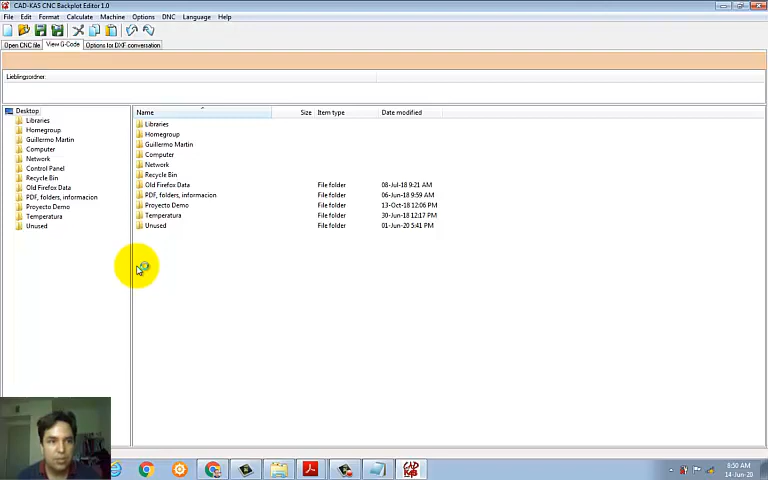 CAD-KAS CNC Backplot Editor 1.0
File Edit Format Calculate Machine Options DNC Language Help
Open CNC file View G-Code Options for DXF conversation
Lieblingsordner
Desktop
Libraries
Homegroup
Guillermo Martin
Computer
Network
Control Panel
Recycle Bin
Old Firefox Data
PDF, folders, informacion
Proyecto Demo
Temperatura
Unused
Name Size Item type Date modified
Libraries
Homegroup
Guillermo Martin
Computer
Network
Recycle Bin
Old Firefox Data File folder 08-Jul-18 9:21 AM
PDF, folders, informacion File folder 06-Jun-18 9:59 AM
Proyecto Demo File folder 13-Oct-18 12:06 PM
Temperatura File folder 30-Jun-18 12:17 PM
Unused File folder 01-Jun-20 5:41 PM
CAD
KAS
14-Jun-20